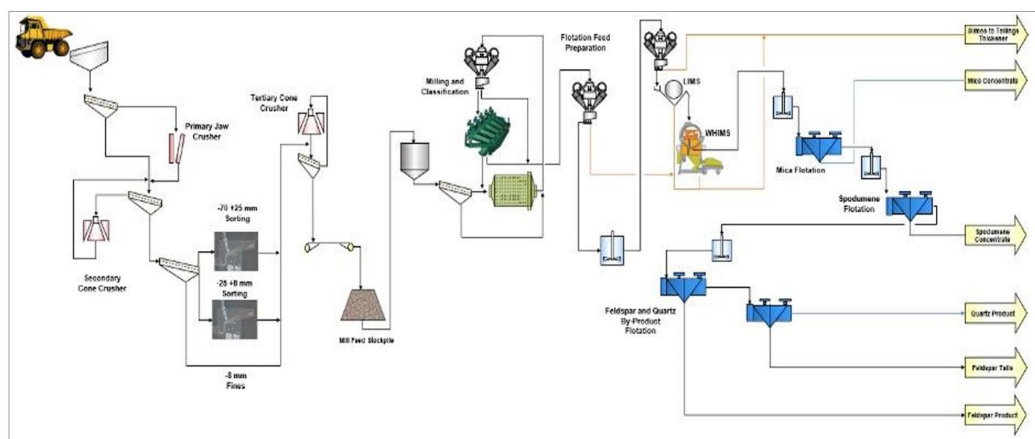 Primary Jaw
Crusher
Secondary
Cone Crusher
-70 +25 mm
Sorting
-25 +8 mm
Sorting
-8 mm
Fines
Tertiary Cone
Crusher
Mill Feed Stockpile
Milling and
Classification
Flotation Feed
Preparation
LIMS
WHIMS
Mica Flotation
Spodumene
Flotation
Feldspar and Quartz
By-Product
Flotation
Slimes to Tailings
Thickener
Mica Concentrate
Spodumene
Concentrate
Quartz Product
Feldspar Tails
Feldspar Product